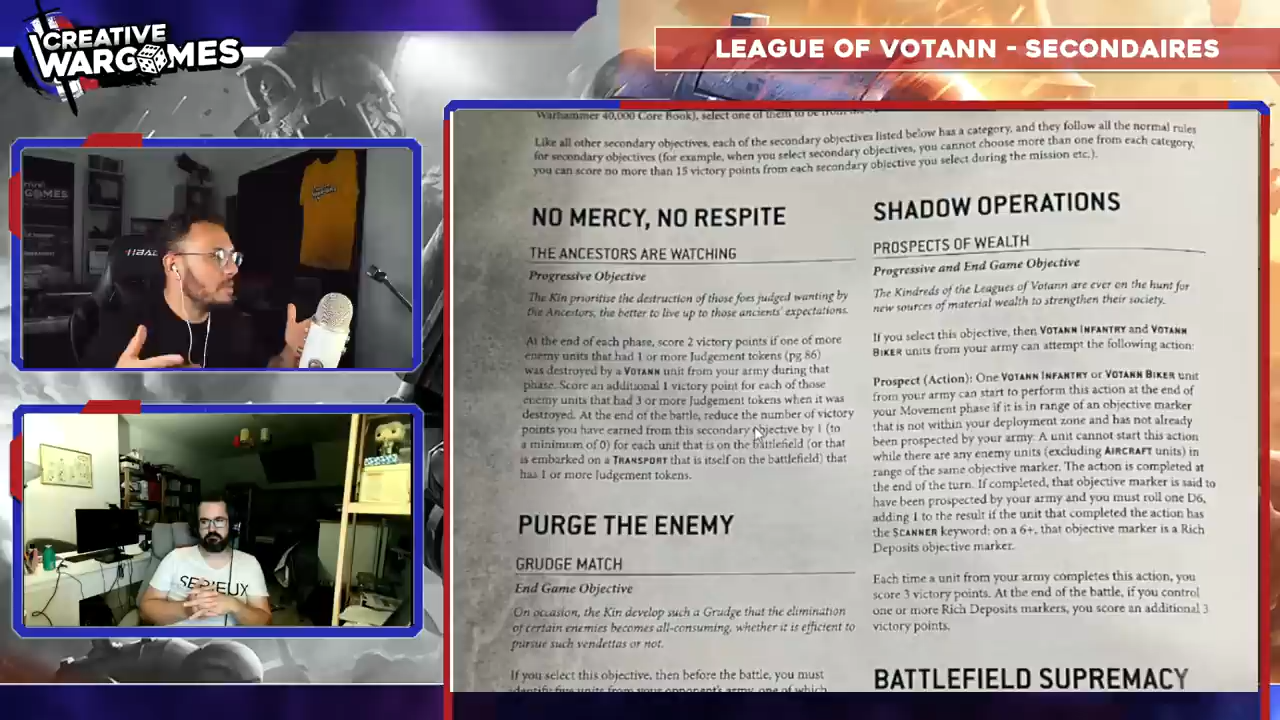 CREATIVE
WARGAMES
LEAGUE OF VOTANN - SECONDAIRES
GAMES
SERIEUX
Warhammer 40,000 Core Book), select one of them to be from the
Like all other secondary objectives, each of the secondary objectives listed below has a category, and they follow all the normal rules
for secondary objectives (for example, when you select secondary objectives, you cannot choose more than one from each category,
you can score no more than 15 victory points from each secondary objective you select during the mission etc.).
NO MERCY, NO RESPITE
THE ANCESTORS ARE WATCHING
Progressive Objective
The Kin prioritise the destruction of those foes judged wanting by
the Ancestors, the better to live up to those ancients' expectations.
At the end of each phase, score 2 victory points if one of more
enemy units that had 1 or more Judgement tokens (pg 86)
was destroyed by a VOTANN unit from your army during that
phase. Score an additional 1 victory point for each of those
enemy units that had 3 or more Judgement tokens when it was
destroyed. At the end of the battle, reduce the number of victory
points you have earned from this secondary objective by 1 (to
a minimum of 0) for each unit that is on the battlefield (or that
is embarked on a TRANSPORT that is itself on the battlefield) that
has 1 or more Judgement tokens.
PURGE THE ENEMY
GRUDGE MATCH
End Game Objective
On occasion, the Kin develop such a Grudge that the elimination
of certain enemies becomes all-consuming, whether it is efficient to
pursue such vendettas or not.
If you select this objective, then before the battle, you must
identify five units from your opponent's army, one of which
SHADOW OPERATIONS
PROSPECTS OF WEALTH
Progressive and End Game Objective
The Kindreds of the Leagues of Votann are ever on the hunt for
new sources of material wealth to strengthen their society.
If you select this objective, then VOTANN INFANTRY and VOTANN
BIKER units from your army can attempt the following action:
Prospect (Action): One VOTANN INFANTRY or VOTANN BIKER unit
from your army can start to perform this action at the end of
your Movement phase if it is in range of an objective marker
that is not within your deployment zone and has not already
been prospected by your army. A unit cannot start this action
while there are any enemy units (excluding AIRCRAFT units) in
range of the same objective marker. The action is completed at
the end of the turn. If completed, that objective marker is said to
have been prospected by your army and you must roll one D6,
adding 1 to the result if the unit that completed the action has
the SCANNER keyword: on a 6+, that objective marker is a Rich
Deposits objective marker.
Each time a unit from your army completes this action, you
score 3 victory points. At the end of the battle, if you control
one or more Rich Deposits markers, you score an additional 3
victory points.
BATTLEFIELD SUPREMACY